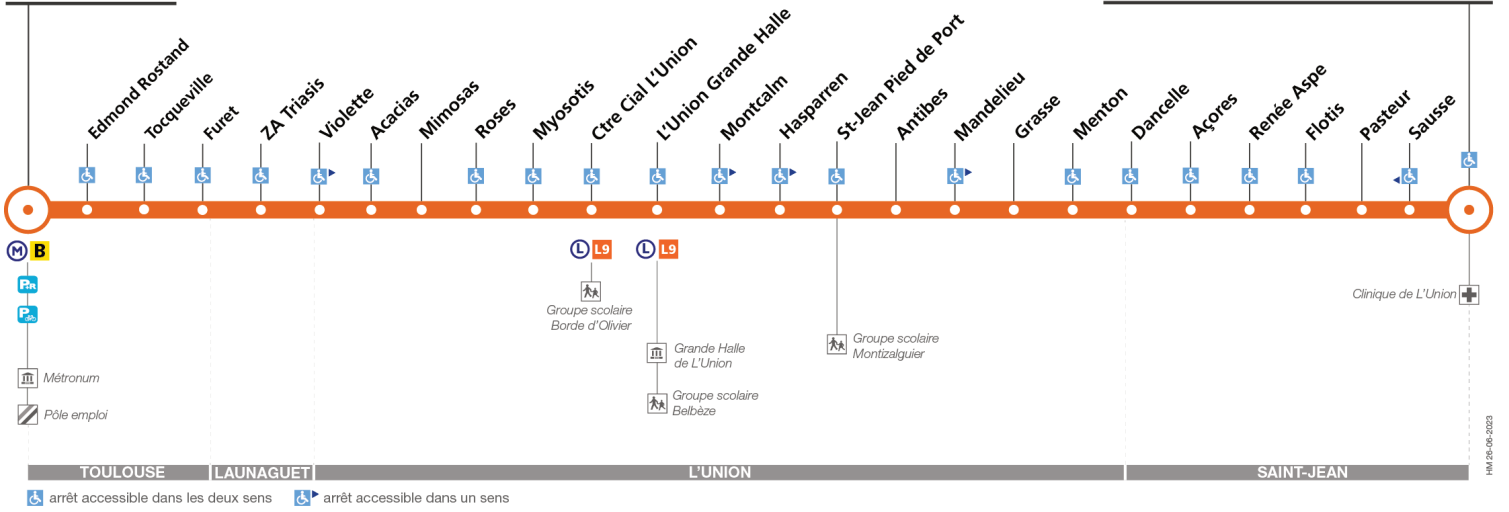 Edmond Rostand
Tocqueville
Furet
ZA Triasis
Violette
Acacias
Mimosas
Roses
Myosotis
Ctre Cial L'Union
L'Union Grande Halle
Montcalm
Hasparren
St-Jean Pied de Port
Antibes
Mandelieu
Grasse
Menton
Dancelle
Açores
Renée Aspe
Flotis
Pasteur
Sausse
M B
L L9
L L9
P+R
P
Groupe scolaire
Borde d'Olivier
Clinique de L'Union
Groupe scolaire
Montizalguier
Grande Halle
de L'Union
Métronum
Groupe scolaire
Belbèze
Pôle emploi
HM 26-06-2023
TOULOUSE
LAUNAGUET
L'UNION
SAINT-JEAN
arrêt accessible dans les deux sens
arrêt accessible dans un sens